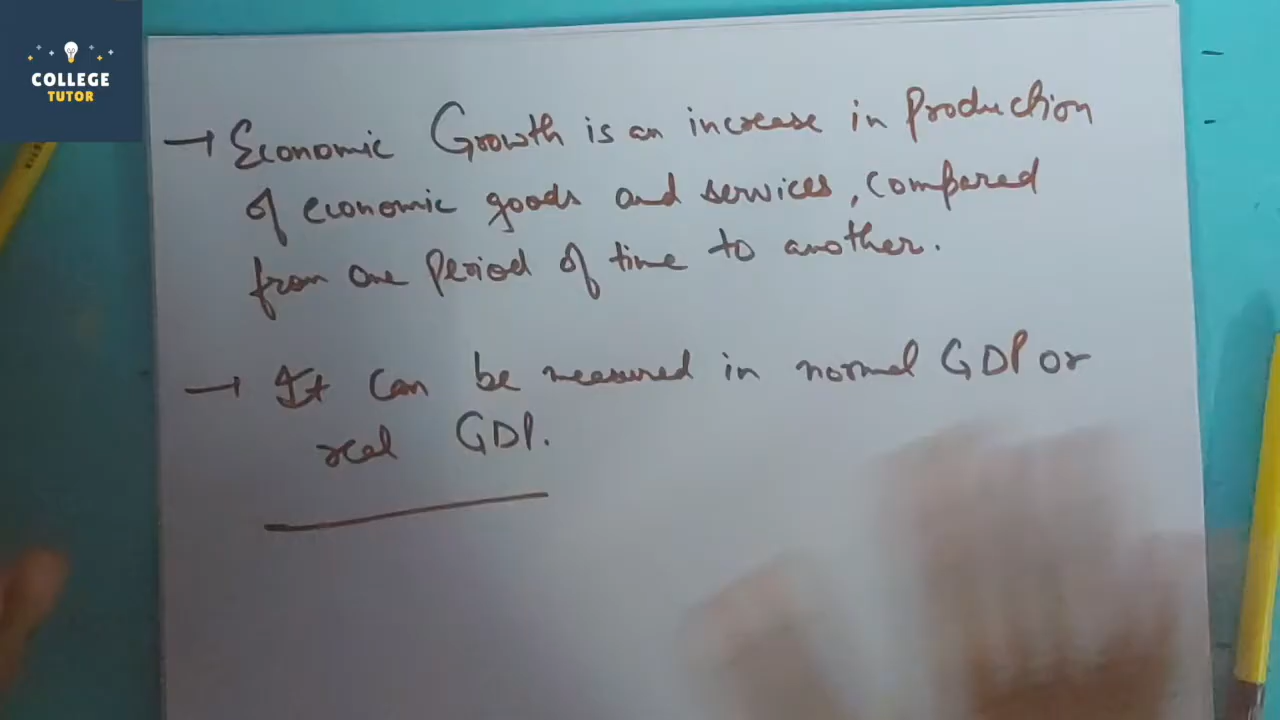 COLLEGE
TUTOR
→ Economic Growth is an increase in Production
of economic goods and services, compared
from one Period of time to another.
→ It can be measured in normal GDP or
real GDP.